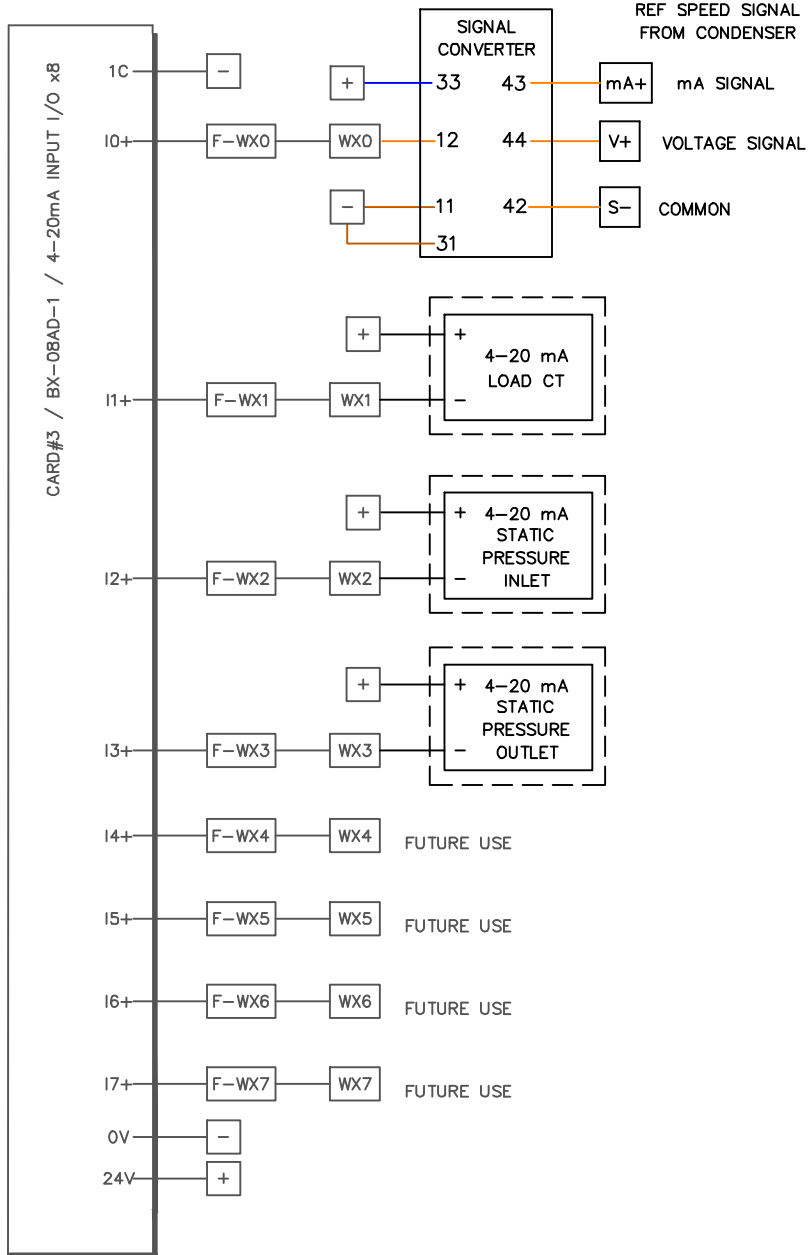 REF SPEED SIGNAL
FROM CONDENSER
SIGNAL
CONVERTER
CARD#3 / BX-08AD-1 / 4-20mA INPUT I/O x8
1C -
+ 33 43 mA+ mA SIGNAL
I0+ F-WX0 WX0 12 44 V+ VOLTAGE SIGNAL
- 11 42 S- COMMON
31
+ +
4-20 mA
LOAD CT
I1+ F-WX1 WX1 -
+ + 4-20 mA
STATIC
PRESSURE
INLET
I2+ F-WX2 WX2 -
+ + 4-20 mA
STATIC
PRESSURE
OUTLET
I3+ F-WX3 WX3 -
I4+ F-WX4 WX4 FUTURE USE
I5+ F-WX5 WX5 FUTURE USE
I6+ F-WX6 WX6 FUTURE USE
I7+ F-WX7 WX7 FUTURE USE
0V -
24V +